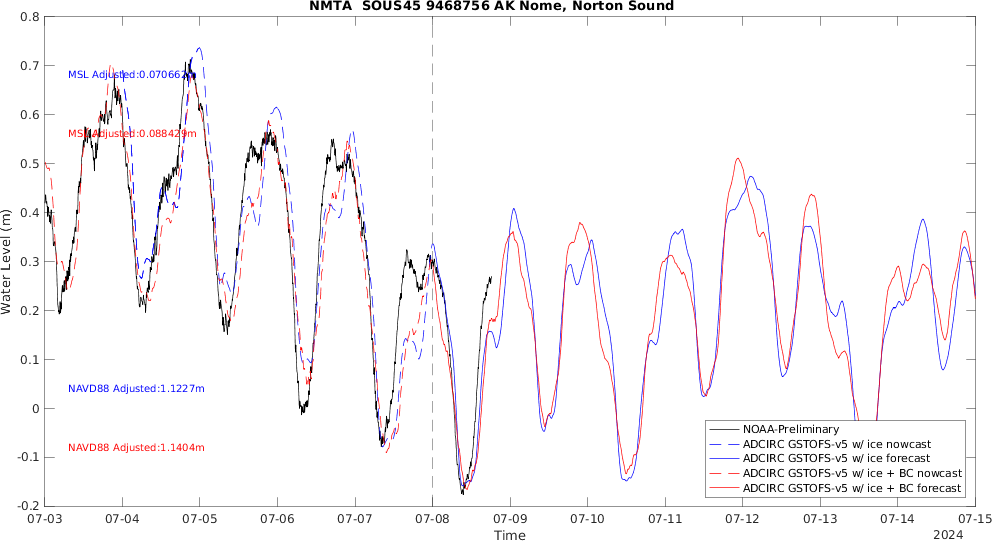 NMTA  SOUS45 9468756 AK Nome, Norton Sound
0.8
0.7
0.6
0.5
0.4
0.3
0.2
0.1
0
-0.1
-0.2
Water Level (m)
MSL Adjusted:0.07066
MSL Adjusted:0.088429m
NAVD88 Adjusted:1.1227m
NAVD88 Adjusted:1.1404m
NOAA-Preliminary
ADCIRC GSTOFS-v5 w/ ice nowcast
ADCIRC GSTOFS-v5 w/ ice forecast
ADCIRC GSTOFS-v5 w/ ice + BC nowcast
ADCIRC GSTOFS-v5 w/ ice + BC forecast
07-03 07-04 07-05 07-06 07-07 07-08 07-09 07-10 07-11 07-12 07-13 07-14 07-15
Time
2024